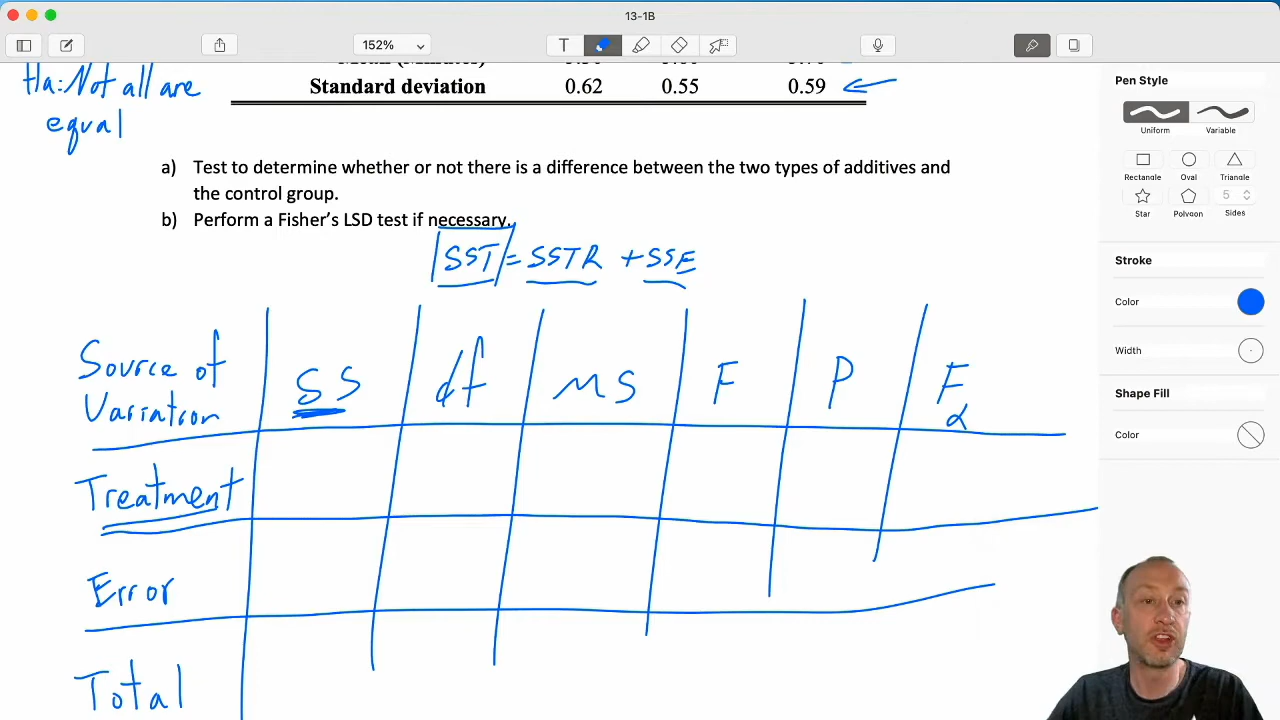 13-1B
152%
T
Pen Style
Uniform
Variable
Rectangle
Oval
Triangle
Star
Polygon
5
Sides
Stroke
Color
Width
Shape Fill
Color
Ha: Not all are
equal
Standard deviation 0.62 0.55 0.59
a) Test to determine whether or not there is a difference between the two types of additives and
the control group.
b) Perform a Fisher's LSD test if necessary.
SST = SSTR + SSE
Source of
Variation
SS df MS F P Fα
Treatment
Error
Total